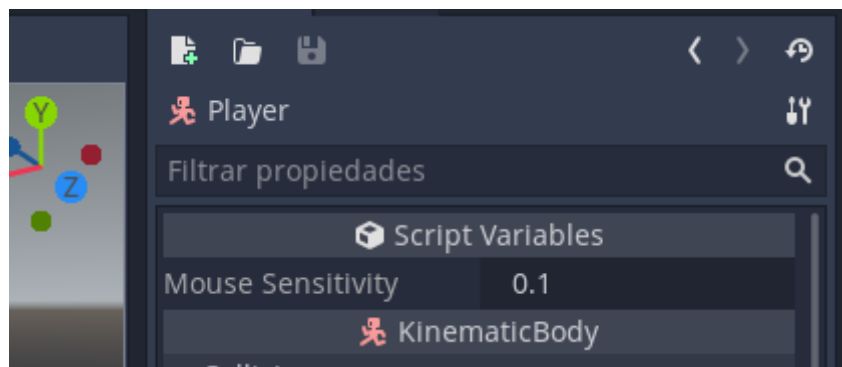 Player
Filtrar propiedades
Script Variables
Mouse Sensitivity 0.1
KinematicBody
Y
Z